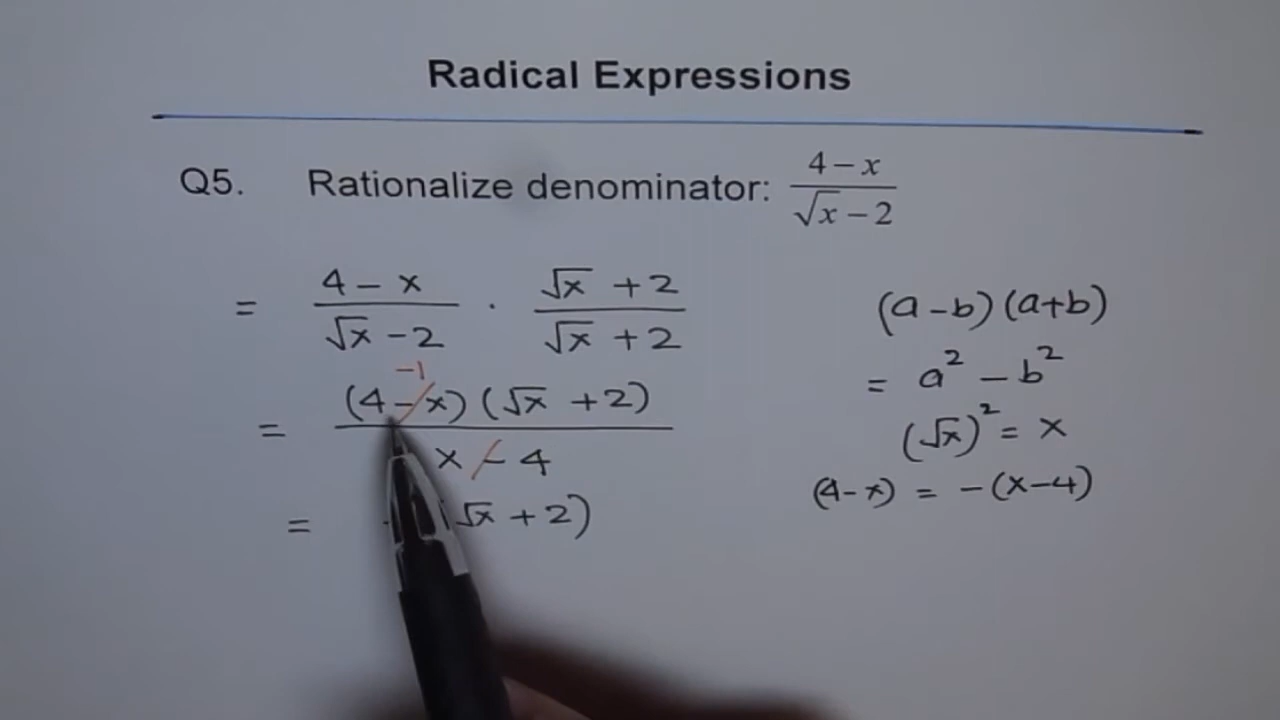 Radical Expressions
Q5. Rationalize denominator: (4 − x)/(√x − 2)
= (4 − x)/(√x − 2) · (√x + 2)/(√x + 2)
−1
= (4 − x)(√x + 2)/(x − 4)
= √x + 2)
(a − b)(a + b)
= a² − b²
(√x)² = x
(4 − x) = −(x − 4)